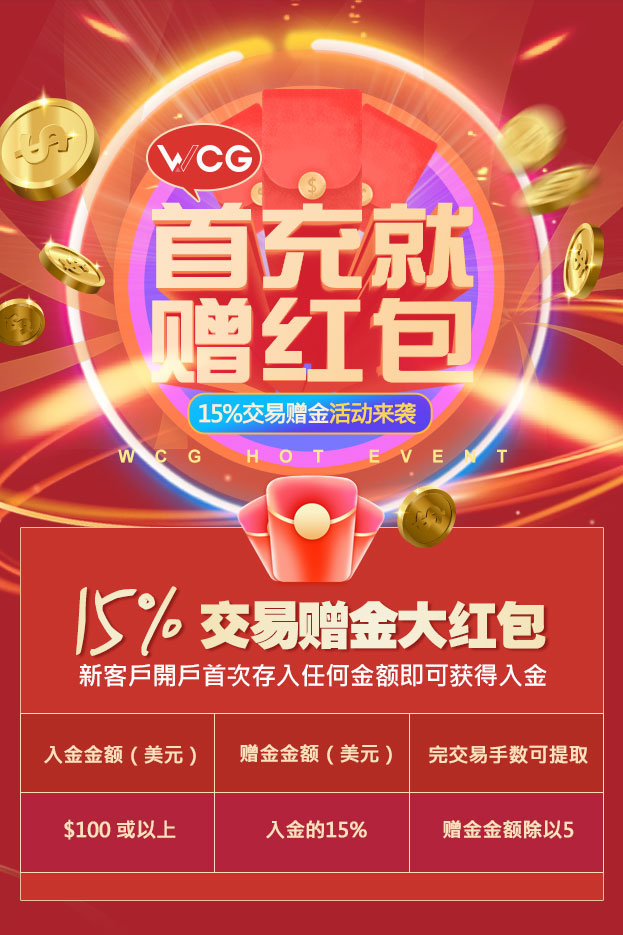 WCG
首充就
赠红包
15%交易赠金活动来袭
WCG HOT EVENT
15% 交易赠金大红包
新客戶開戶首次存入任何金额即可获得入金
入金金额（美元） 赠金金额（美元） 完交易手数可提取
$100 或以上 入金的15% 赠金金额除以5